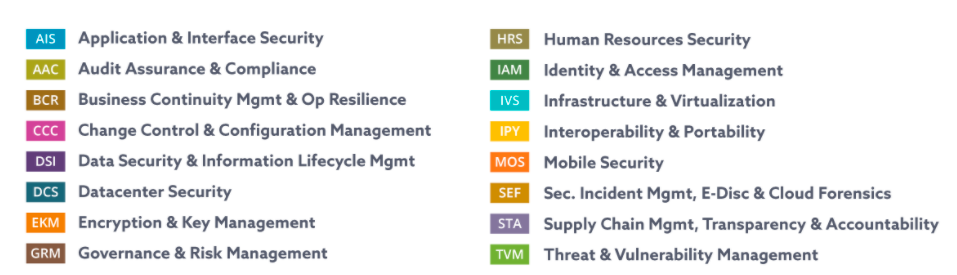 AIS Application & Interface Security
AAC Audit Assurance & Compliance
BCR Business Continuity Mgmt & Op Resilience
CCC Change Control & Configuration Management
DSI Data Security & Information Lifecycle Mgmt
DCS Datacenter Security
EKM Encryption & Key Management
GRM Governance & Risk Management
HRS Human Resources Security
IAM Identity & Access Management
IVS Infrastructure & Virtualization
IPY Interoperability & Portability
MOS Mobile Security
SEF Sec. Incident Mgmt, E-Disc & Cloud Forensics
STA Supply Chain Mgmt, Transparency & Accountability
TVM Threat & Vulnerability Management